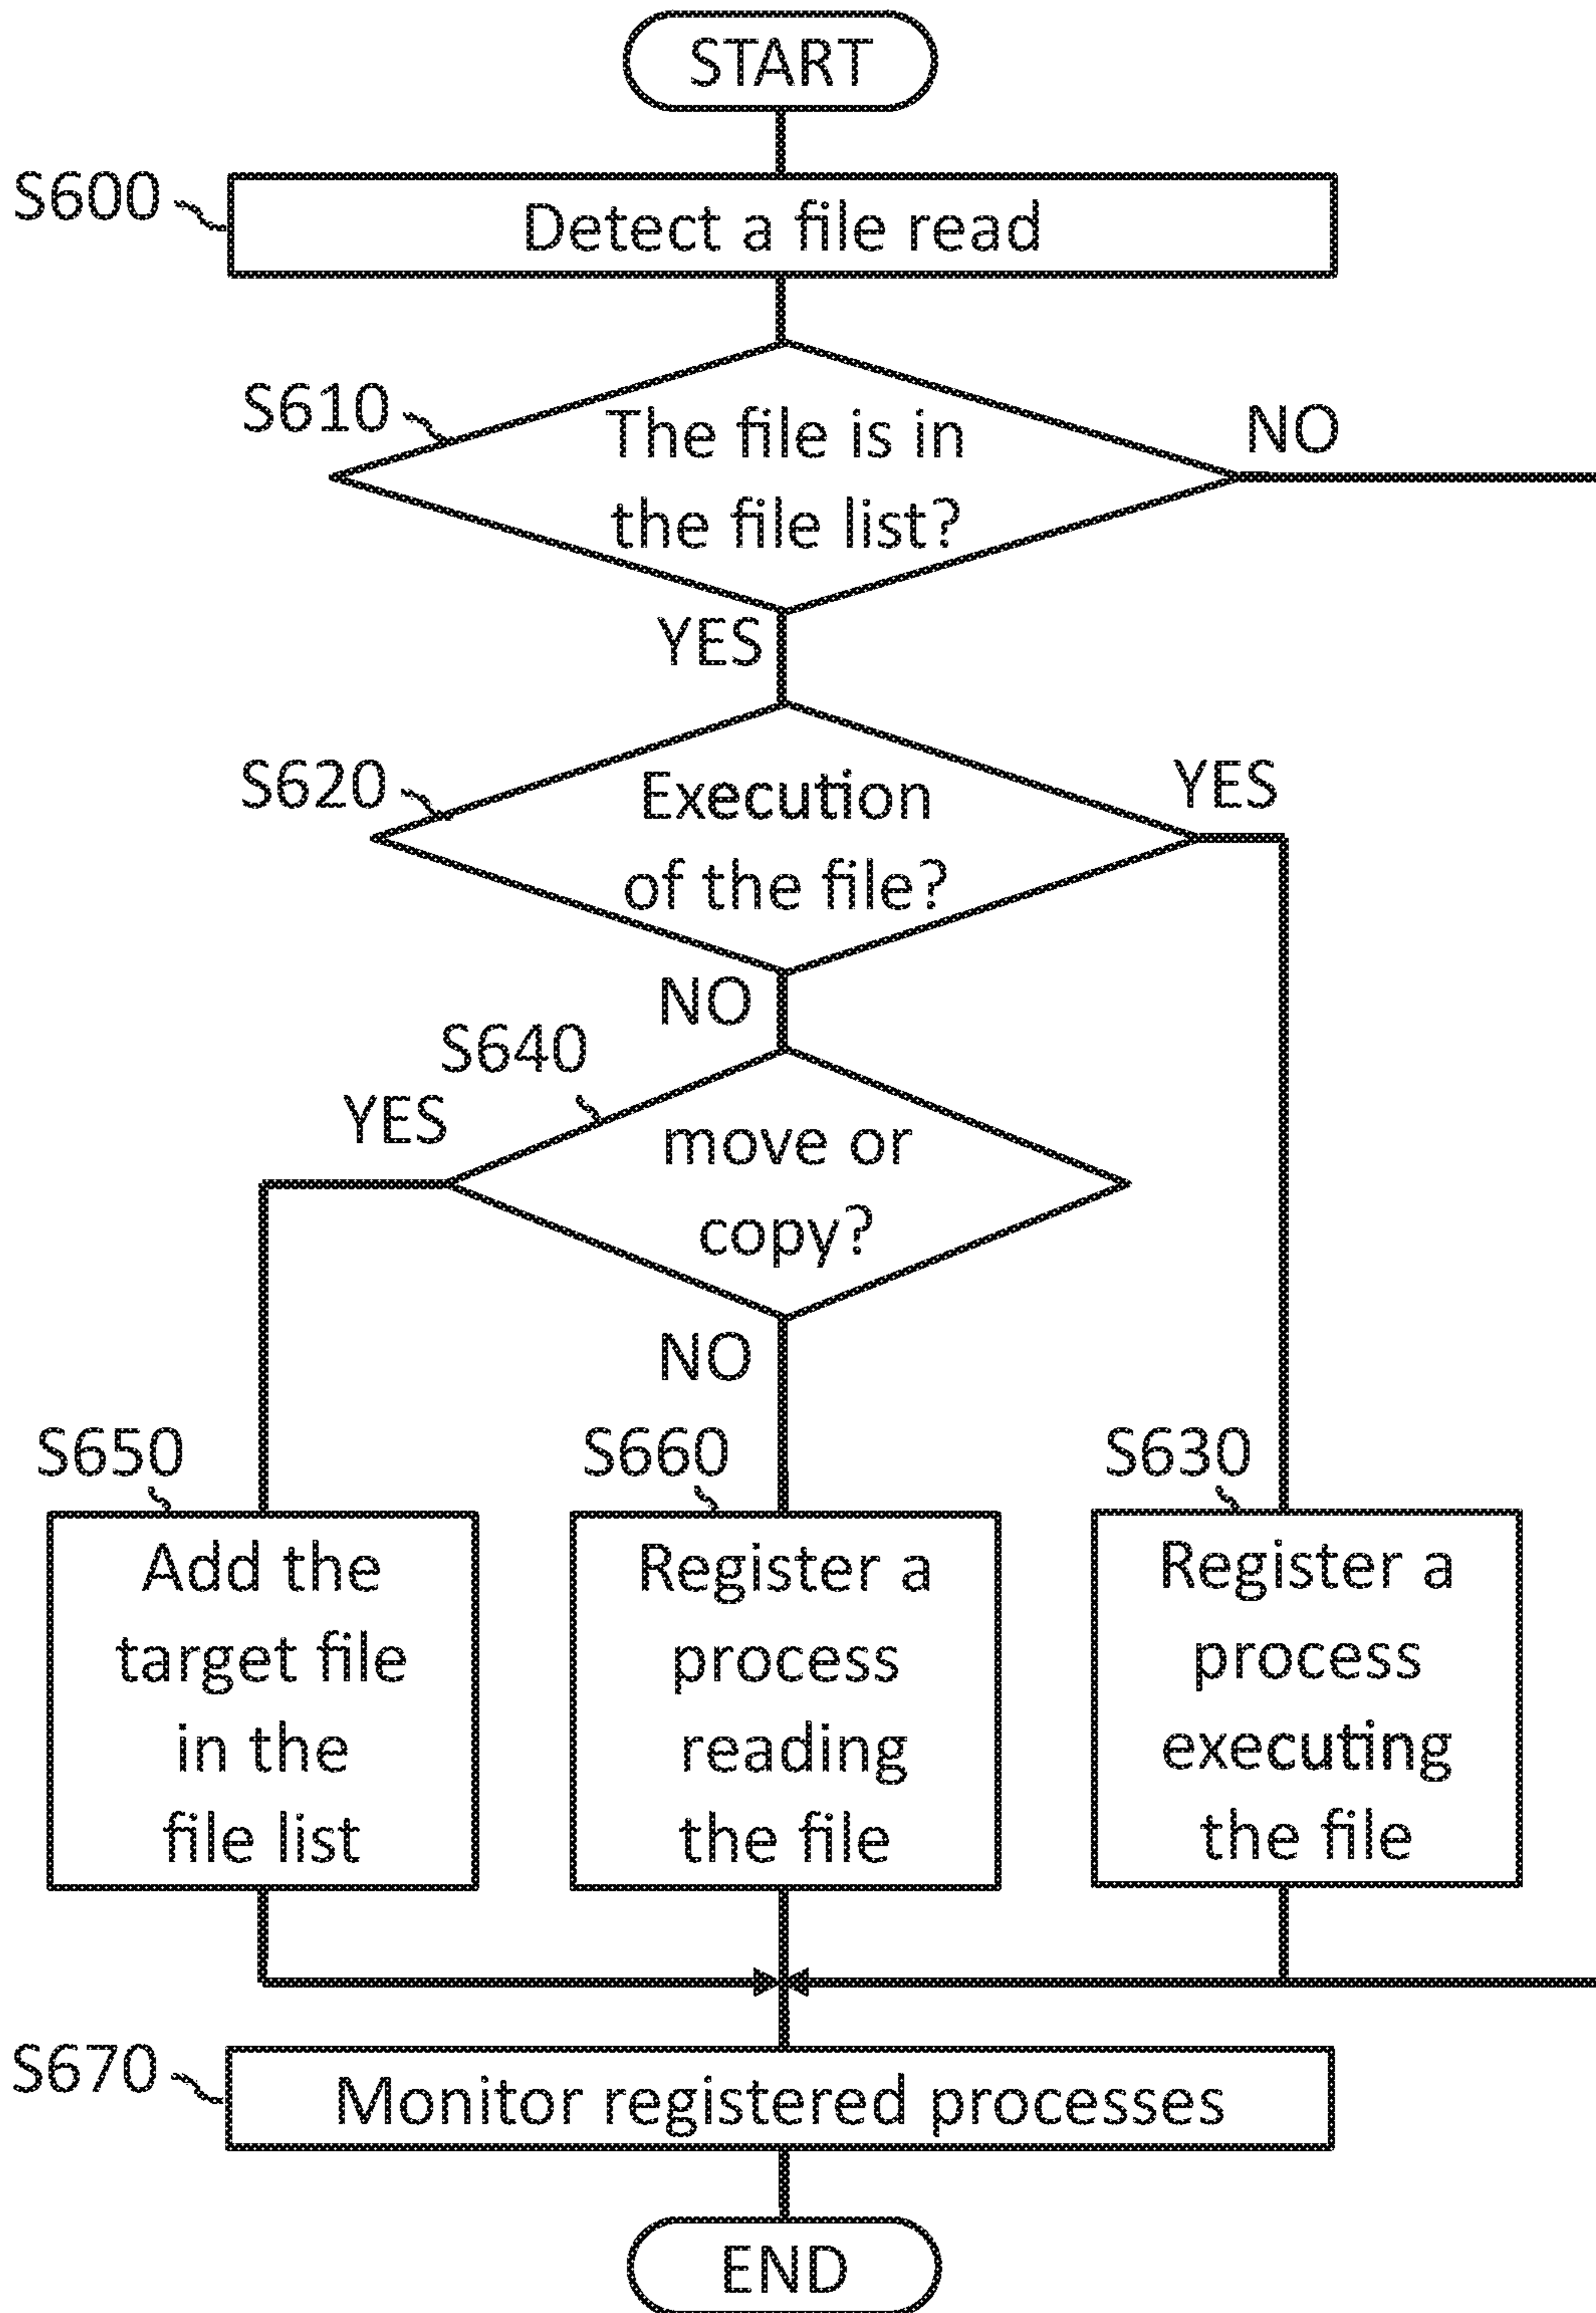 START
S600
Detect a file read
S610
The file is in
the file list?
NO
YES
S620
Execution
of the file?
YES
NO
S640
YES
move or
copy?
NO
S650
Add the
target file
in the
file list
S660
Register a
process
reading
the file
S630
Register a
process
executing
the file
S670
Monitor registered processes
END